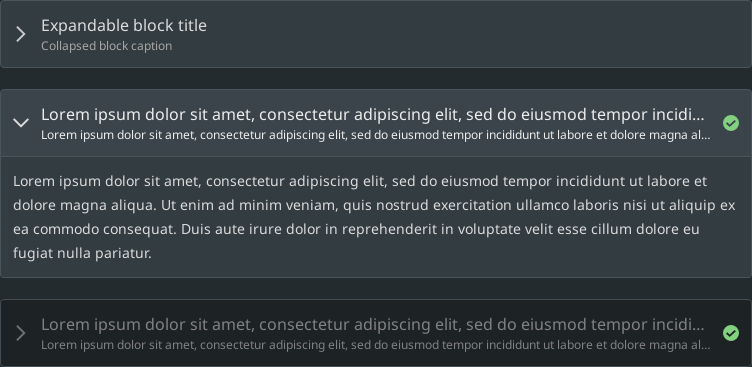 Expandable block title
Collapsed block caption
Lorem ipsum dolor sit amet, consectetur adipiscing elit, sed do eiusmod tempor incidi...
Lorem ipsum dolor sit amet, consectetur adipiscing elit, sed do eiusmod tempor incididunt ut labore et dolore magna al...
Lorem ipsum dolor sit amet, consectetur adipiscing elit, sed do eiusmod tempor incididunt ut labore et
dolore magna aliqua. Ut enim ad minim veniam, quis nostrud exercitation ullamco laboris nisi ut aliquip ex
ea commodo consequat. Duis aute irure dolor in reprehenderit in voluptate velit esse cillum dolore eu
fugiat nulla pariatur.
Lorem ipsum dolor sit amet, consectetur adipiscing elit, sed do eiusmod tempor incidi...
Lorem ipsum dolor sit amet, consectetur adipiscing elit, sed do eiusmod tempor incididunt ut labore et dolore magna al...